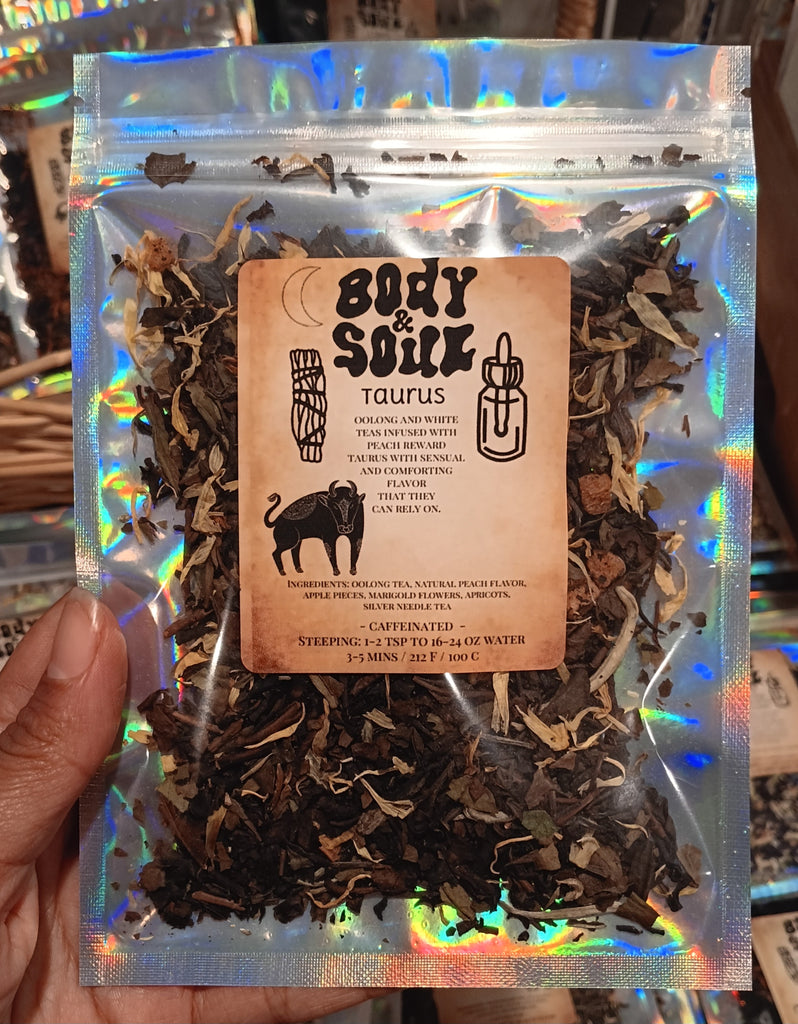 BODY
&
SOUL
Taurus
OOLONG AND WHITE
TEAS INFUSED WITH
PEACH REWARD
TAURUS WITH SENSUAL
AND COMFORTING
FLAVOR
THAT THEY
CAN RELY ON.
INGREDIENTS: OOLONG TEA, NATURAL PEACH FLAVOR,
APPLE PIECES, MARIGOLD FLOWERS, APRICOTS,
SILVER NEEDLE TEA
- CAFFEINATED -
STEEPING: 1-2 TSP TO 16-24 OZ WATER
3-5 MINS / 212 F / 100 C